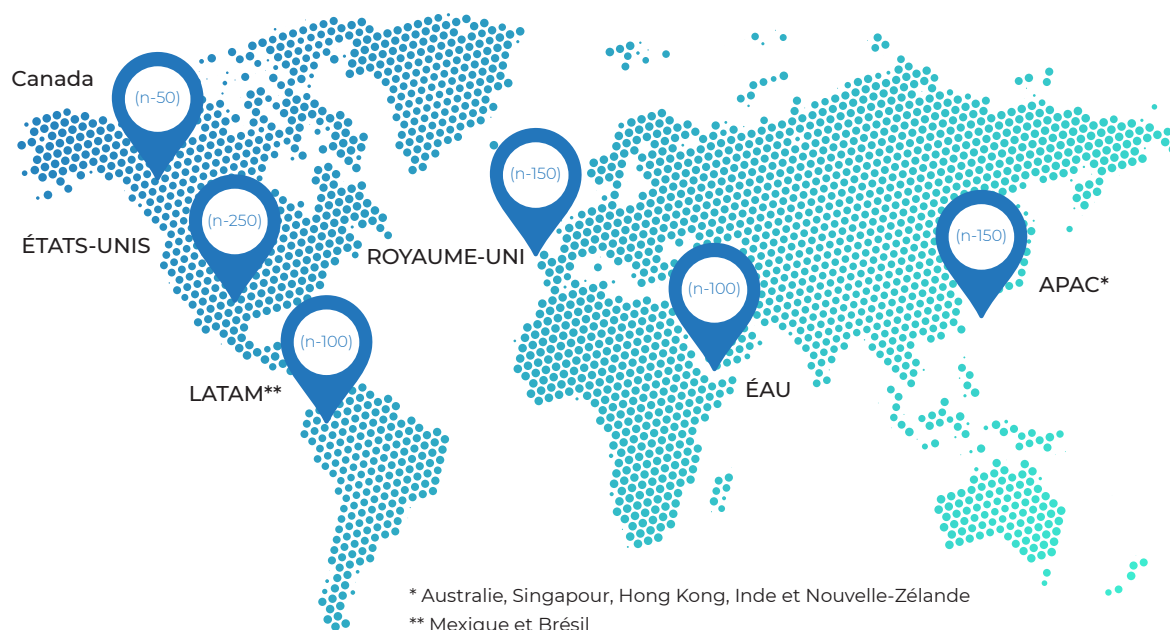 Canada
(n-50)
(n-150)
(n-250)
ÉTATS-UNIS
ROYAUME-UNI
(n-150)
(n-100)
APAC*
(n-100)
LATAM**
ÉAU
* Australie, Singapour, Hong Kong, Inde et Nouvelle-Zélande
** Mexique et Brésil